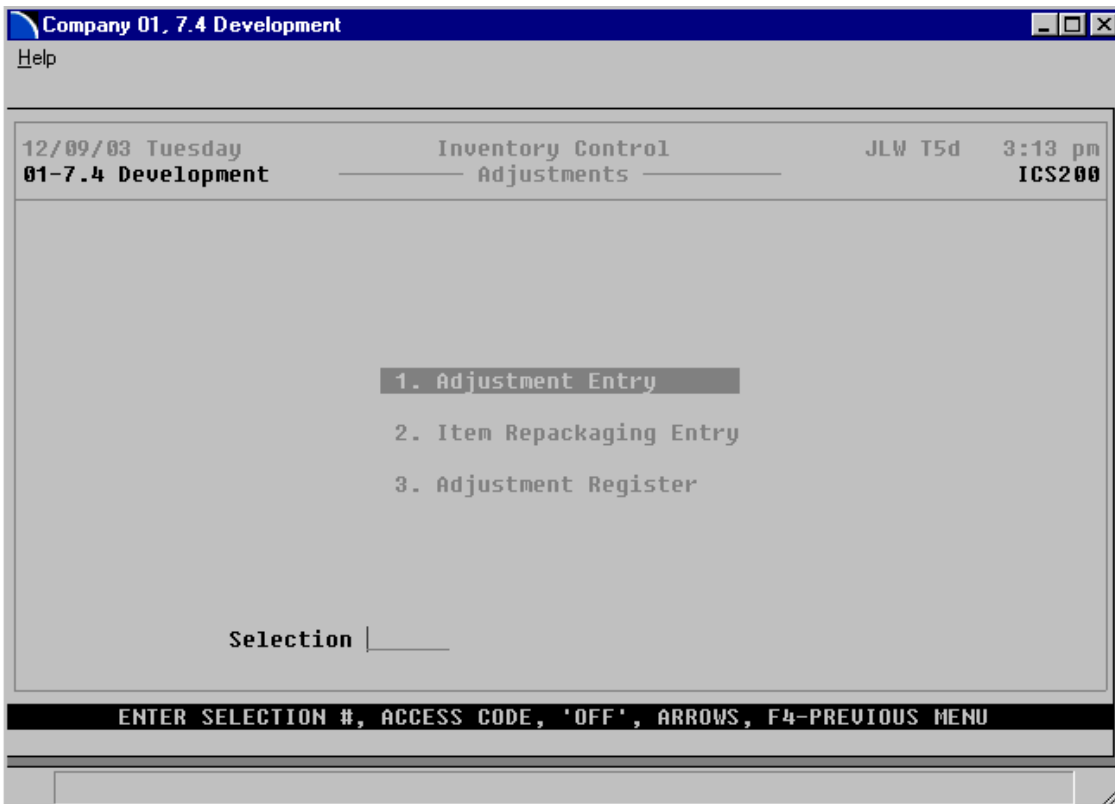 Company 01, 7.4 Development
Help
12/09/03 Tuesday Inventory Control JLW T5d 3:13 pm
01-7.4 Development Adjustments ICS200
1. Adjustment Entry
2. Item Repackaging Entry
3. Adjustment Register
Selection
ENTER SELECTION #, ACCESS CODE, 'OFF', ARROWS, F4-PREVIOUS MENU